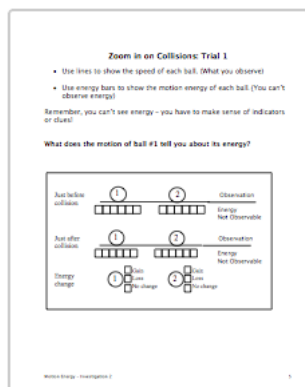 Zoom in on Collisions: Trial 1
• Use lines to show the speed of each ball. (What you observe)
• Use energy bars to show the motion energy of each ball (You can't
observe energy)
Remember, you can't see energy – you have to make sense of indicators
or clues!
What does the motion of ball #1 tell you about its energy?
Just before
collision
1
2
Observation
Energy
Not Observable
Just after
collision
1
2
Observation
Energy
Not Observable
Energy
change
1
Gain
Loss
No change
2
Gain
Loss
No change
Motion Energy – Investigation 2
5